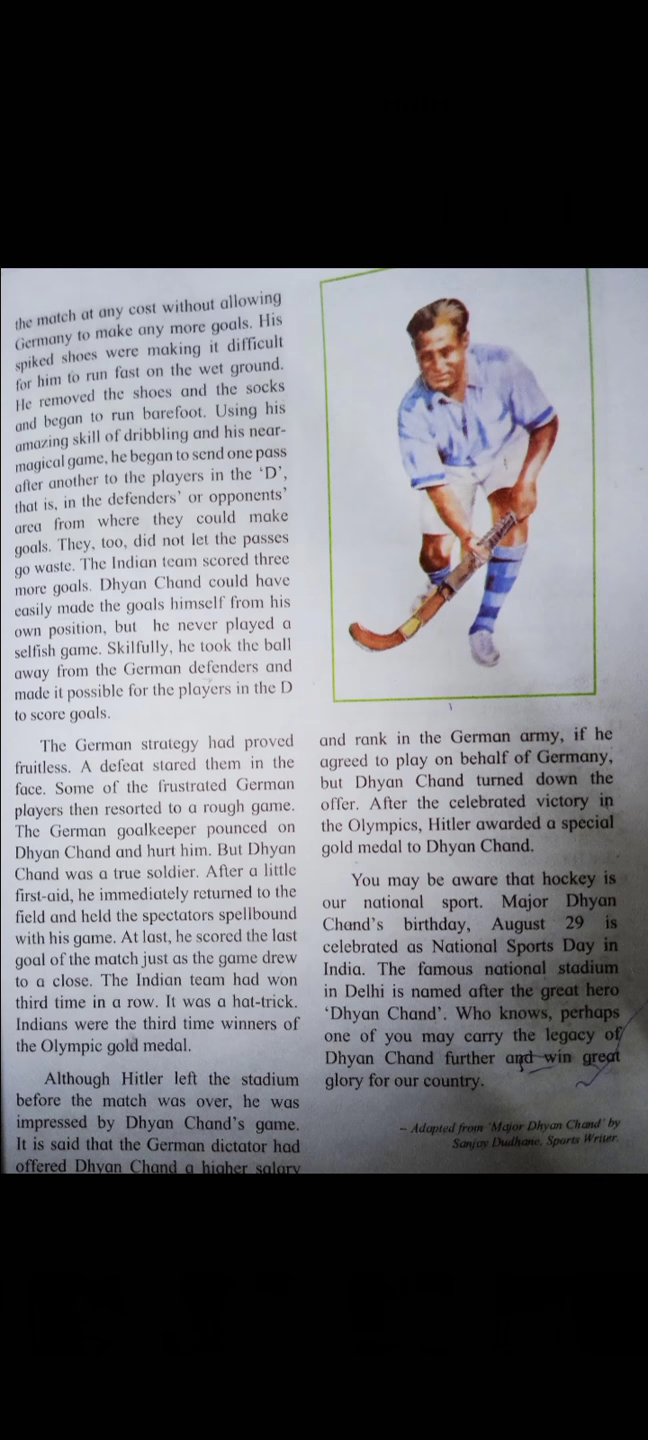 the match at any cost without allowing
Germany to make any more goals. His
spiked shoes were making it difficult
for him to run fast on the wet ground.
He removed the shoes and the socks
and began to run barefoot. Using his
amazing skill of dribbling and his near-
magical game, he began to send one pass
after another to the players in the ‘D’,
that is, in the defenders’ or opponents’
area from where they could make
goals. They, too, did not let the passes
go waste. The Indian team scored three
more goals. Dhyan Chand could have
easily made the goals himself from his
own position, but he never played a
selfish game. Skilfully, he took the ball
away from the German defenders and
made it possible for the players in the D
to score goals.
The German strategy had proved
fruitless. A defeat stared them in the
face. Some of the frustrated German
players then resorted to a rough game.
The German goalkeeper pounced on
Dhyan Chand and hurt him. But Dhyan
Chand was a true soldier. After a little
first-aid, he immediately returned to the
field and held the spectators spellbound
with his game. At last, he scored the last
goal of the match just as the game drew
to a close. The Indian team had won
third time in a row. It was a hat-trick.
Indians were the third time winners of
the Olympic gold medal.
Although Hitler left the stadium
before the match was over, he was
impressed by Dhyan Chand’s game.
It is said that the German dictator had
offered Dhyan Chand a higher salary
and rank in the German army, if he
agreed to play on behalf of Germany,
but Dhyan Chand turned down the
offer. After the celebrated victory in
the Olympics, Hitler awarded a special
gold medal to Dhyan Chand.
You may be aware that hockey is
our national sport. Major Dhyan
Chand’s birthday, August 29 is
celebrated as National Sports Day in
India. The famous national stadium
in Delhi is named after the great hero
‘Dhyan Chand’. Who knows, perhaps
one of you may carry the legacy of
Dhyan Chand further and win great
glory for our country.
– Adapted from ‘Major Dhyan Chand’ by
Sanjay Dudhane, Sports Writer.